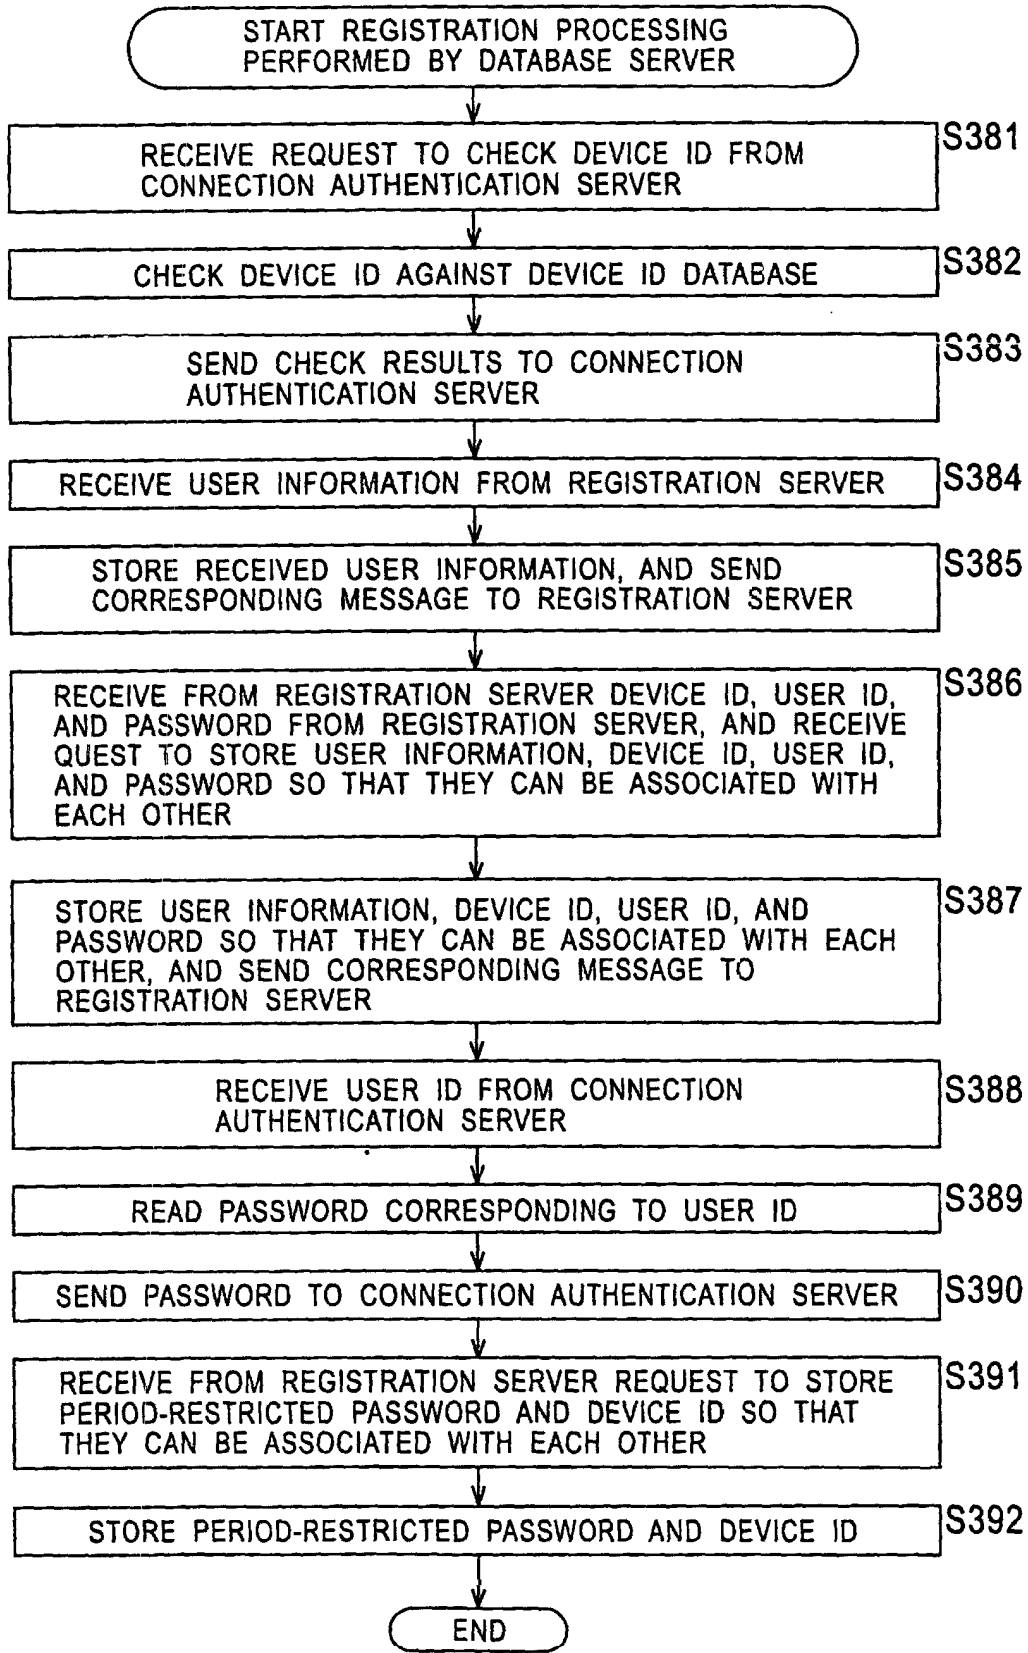 START REGISTRATION PROCESSING
PERFORMED BY DATABASE SERVER
S381
RECEIVE REQUEST TO CHECK DEVICE ID FROM
CONNECTION AUTHENTICATION SERVER
S382
CHECK DEVICE ID AGAINST DEVICE ID DATABASE
S383
SEND CHECK RESULTS TO CONNECTION
AUTHENTICATION SERVER
S384
RECEIVE USER INFORMATION FROM REGISTRATION SERVER
S385
STORE RECEIVED USER INFORMATION, AND SEND
CORRESPONDING MESSAGE TO REGISTRATION SERVER
S386
RECEIVE FROM REGISTRATION SERVER DEVICE ID, USER ID,
AND PASSWORD FROM REGISTRATION SERVER, AND RECEIVE
QUEST TO STORE USER INFORMATION, DEVICE ID, USER ID,
AND PASSWORD SO THAT THEY CAN BE ASSOCIATED WITH
EACH OTHER
S387
STORE USER INFORMATION, DEVICE ID, USER ID, AND
PASSWORD SO THAT THEY CAN BE ASSOCIATED WITH EACH
OTHER, AND SEND CORRESPONDING MESSAGE TO
REGISTRATION SERVER
S388
RECEIVE USER ID FROM CONNECTION
AUTHENTICATION SERVER
S389
READ PASSWORD CORRESPONDING TO USER ID
S390
SEND PASSWORD TO CONNECTION AUTHENTICATION SERVER
S391
RECEIVE FROM REGISTRATION SERVER REQUEST TO STORE
PERIOD-RESTRICTED PASSWORD AND DEVICE ID SO THAT
THEY CAN BE ASSOCIATED WITH EACH OTHER
S392
STORE PERIOD-RESTRICTED PASSWORD AND DEVICE ID
END